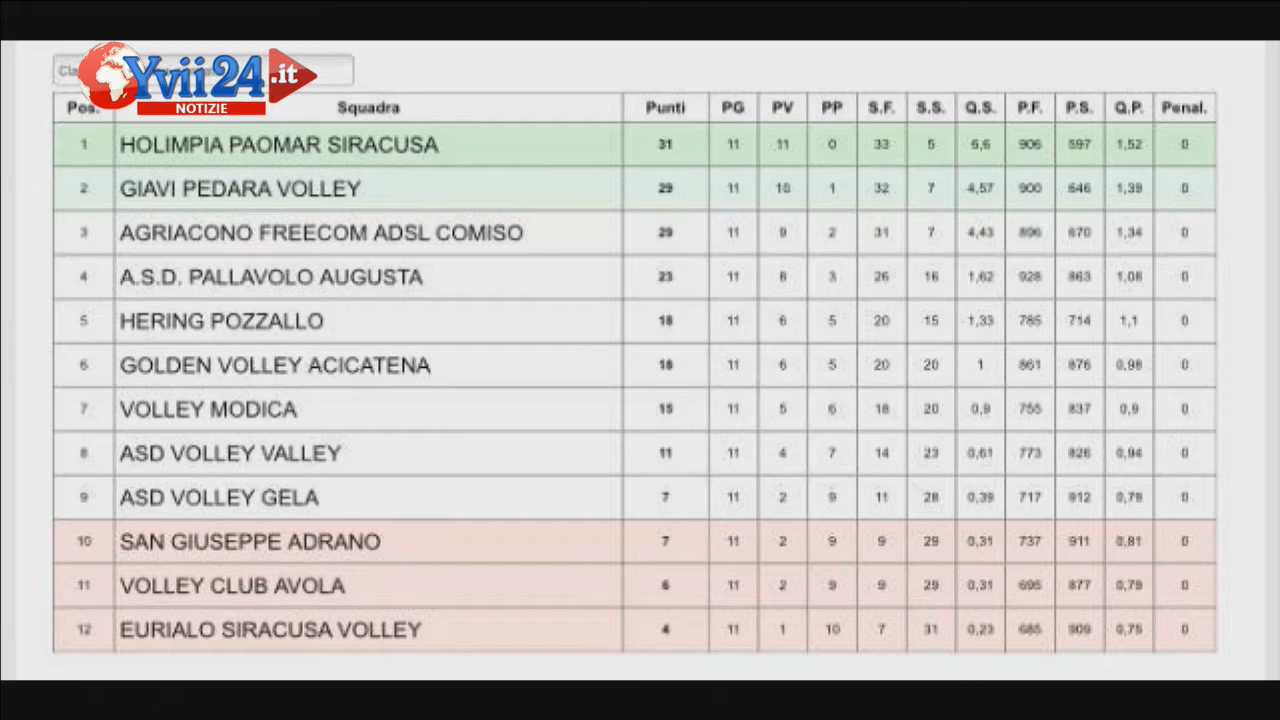 Yvii24.it
NOTIZIE
Pos. Squadra Punti PG PV PP S.F. S.S. Q.S. P.F. P.S. Q.P. Penal.
1 HOLIMPIA PAOMAR SIRACUSA 31 11 11 0 33 5 6,6 906 597 1,52 0
2 GIAVI PEDARA VOLLEY 29 11 10 1 32 7 4,57 900 646 1,39 0
3 AGRIACONO FREECOM ADSL COMISO 29 11 9 2 31 7 4,43 896 670 1,34 0
4 A.S.D. PALLAVOLO AUGUSTA 23 11 8 3 26 16 1,62 928 863 1,08 0
5 HERING POZZALLO 18 11 6 5 20 15 1,33 785 714 1,1 0
6 GOLDEN VOLLEY ACICATENA 18 11 6 5 20 20 1 861 876 0,98 0
7 VOLLEY MODICA 15 11 5 6 18 20 0,9 755 837 0,9 0
8 ASD VOLLEY VALLEY 11 11 4 7 14 23 0,61 773 826 0,94 0
9 ASD VOLLEY GELA 7 11 2 9 11 28 0,39 717 912 0,79 0
10 SAN GIUSEPPE ADRANO 7 11 2 9 9 29 0,31 737 911 0,81 0
11 VOLLEY CLUB AVOLA 6 11 2 9 9 29 0,31 695 877 0,79 0
12 EURIALO SIRACUSA VOLLEY 4 11 1 10 7 31 0,23 685 909 0,75 0